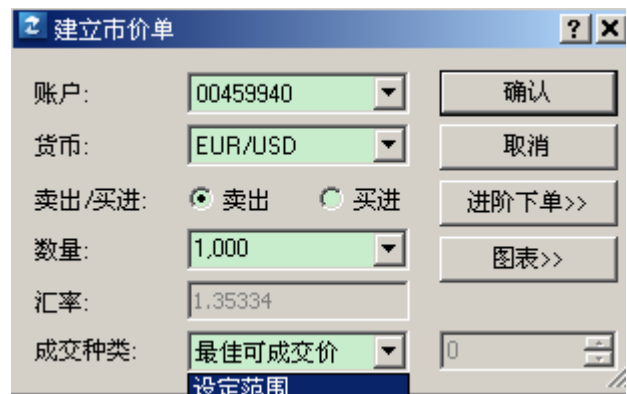 建立市价单
账户: 00459940 确认
货币: EUR/USD 取消
卖出/买进: 卖出 买进 进阶下单>>
数量: 1,000 图表>>
汇率: 1.35334
成交种类: 最佳可成交价 0
设定范围